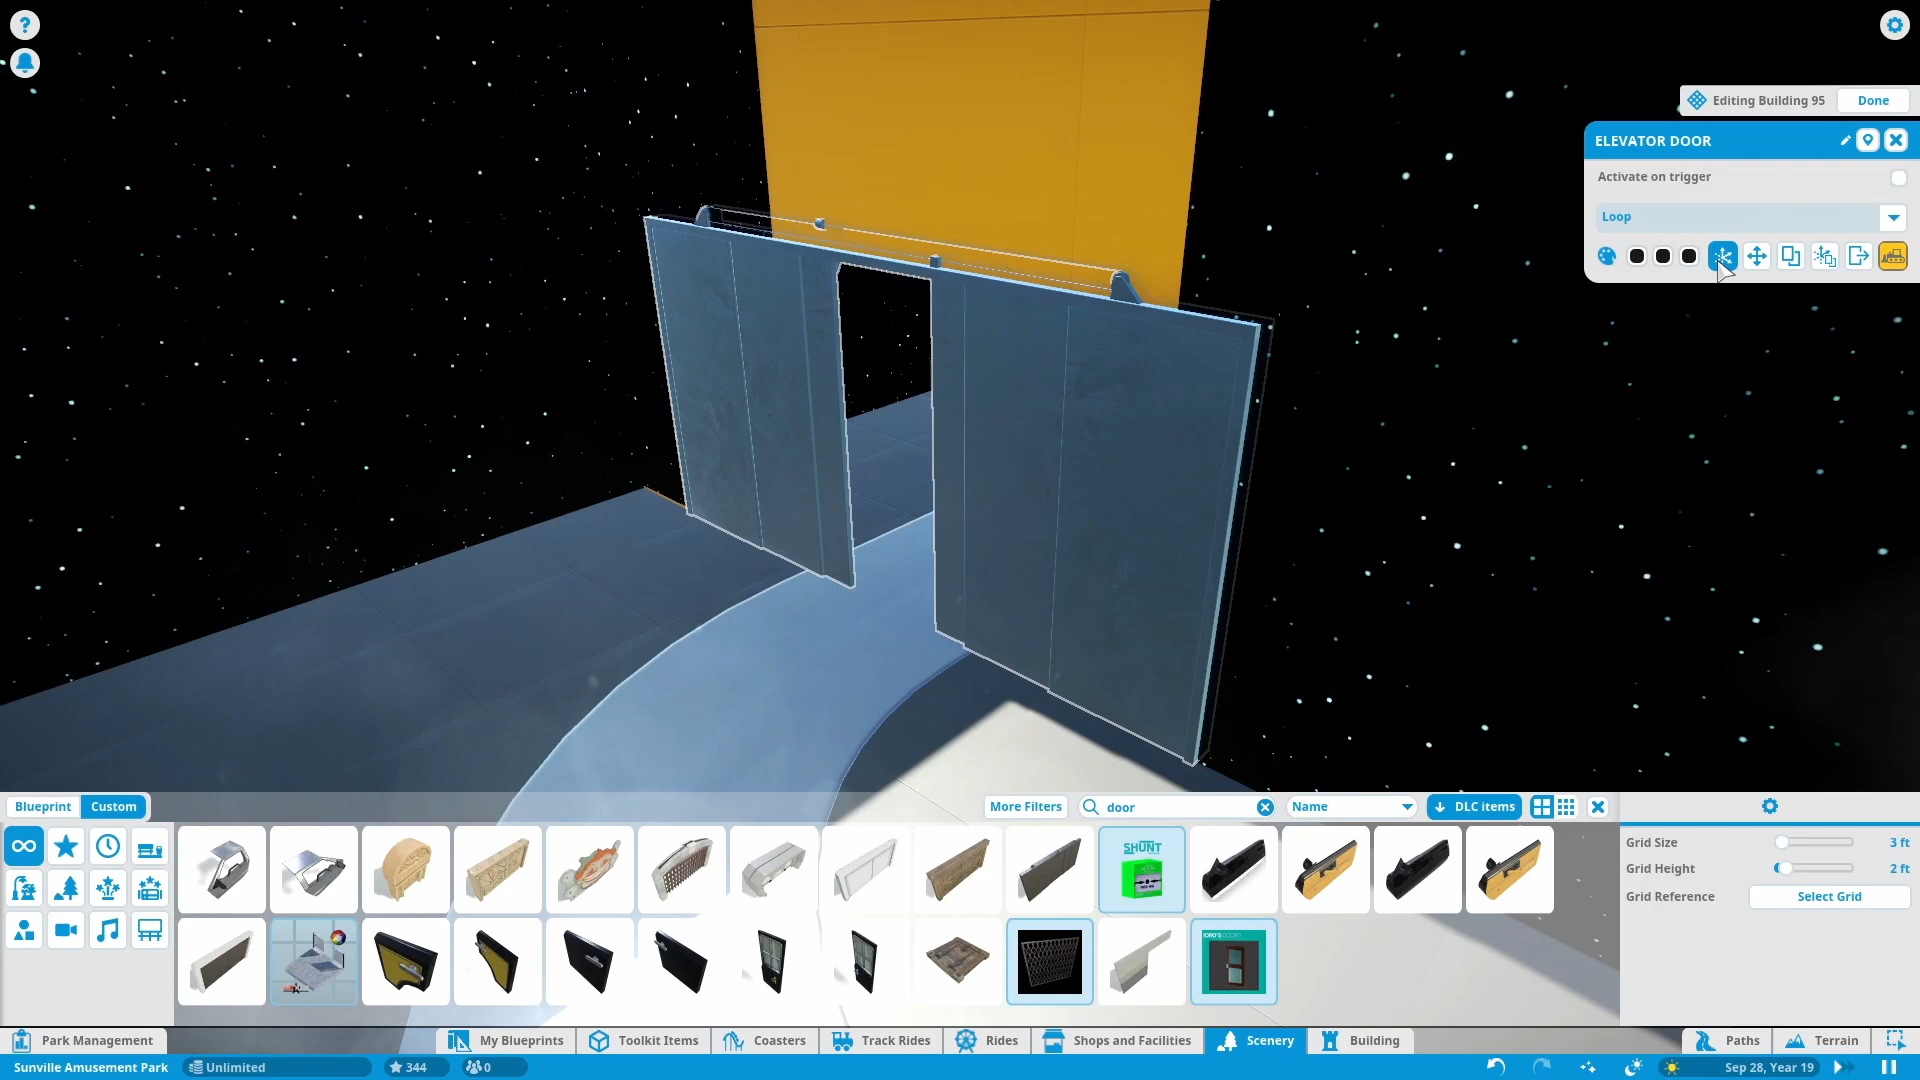 ?
Editing Building 95 Done
ELEVATOR DOOR
Activate on trigger
Loop
Blueprint Custom More Filters door Name DLC items
SHUNT
Grid Size 3 ft
Grid Height 2 ft
Grid Reference Select Grid
Park Management My Blueprints Toolkit Items Coasters Track Rides Rides Shops and Facilities Scenery Building Paths Terrain
Sunville Amusement Park Unlimited 344 0 Sep 28, Year 19